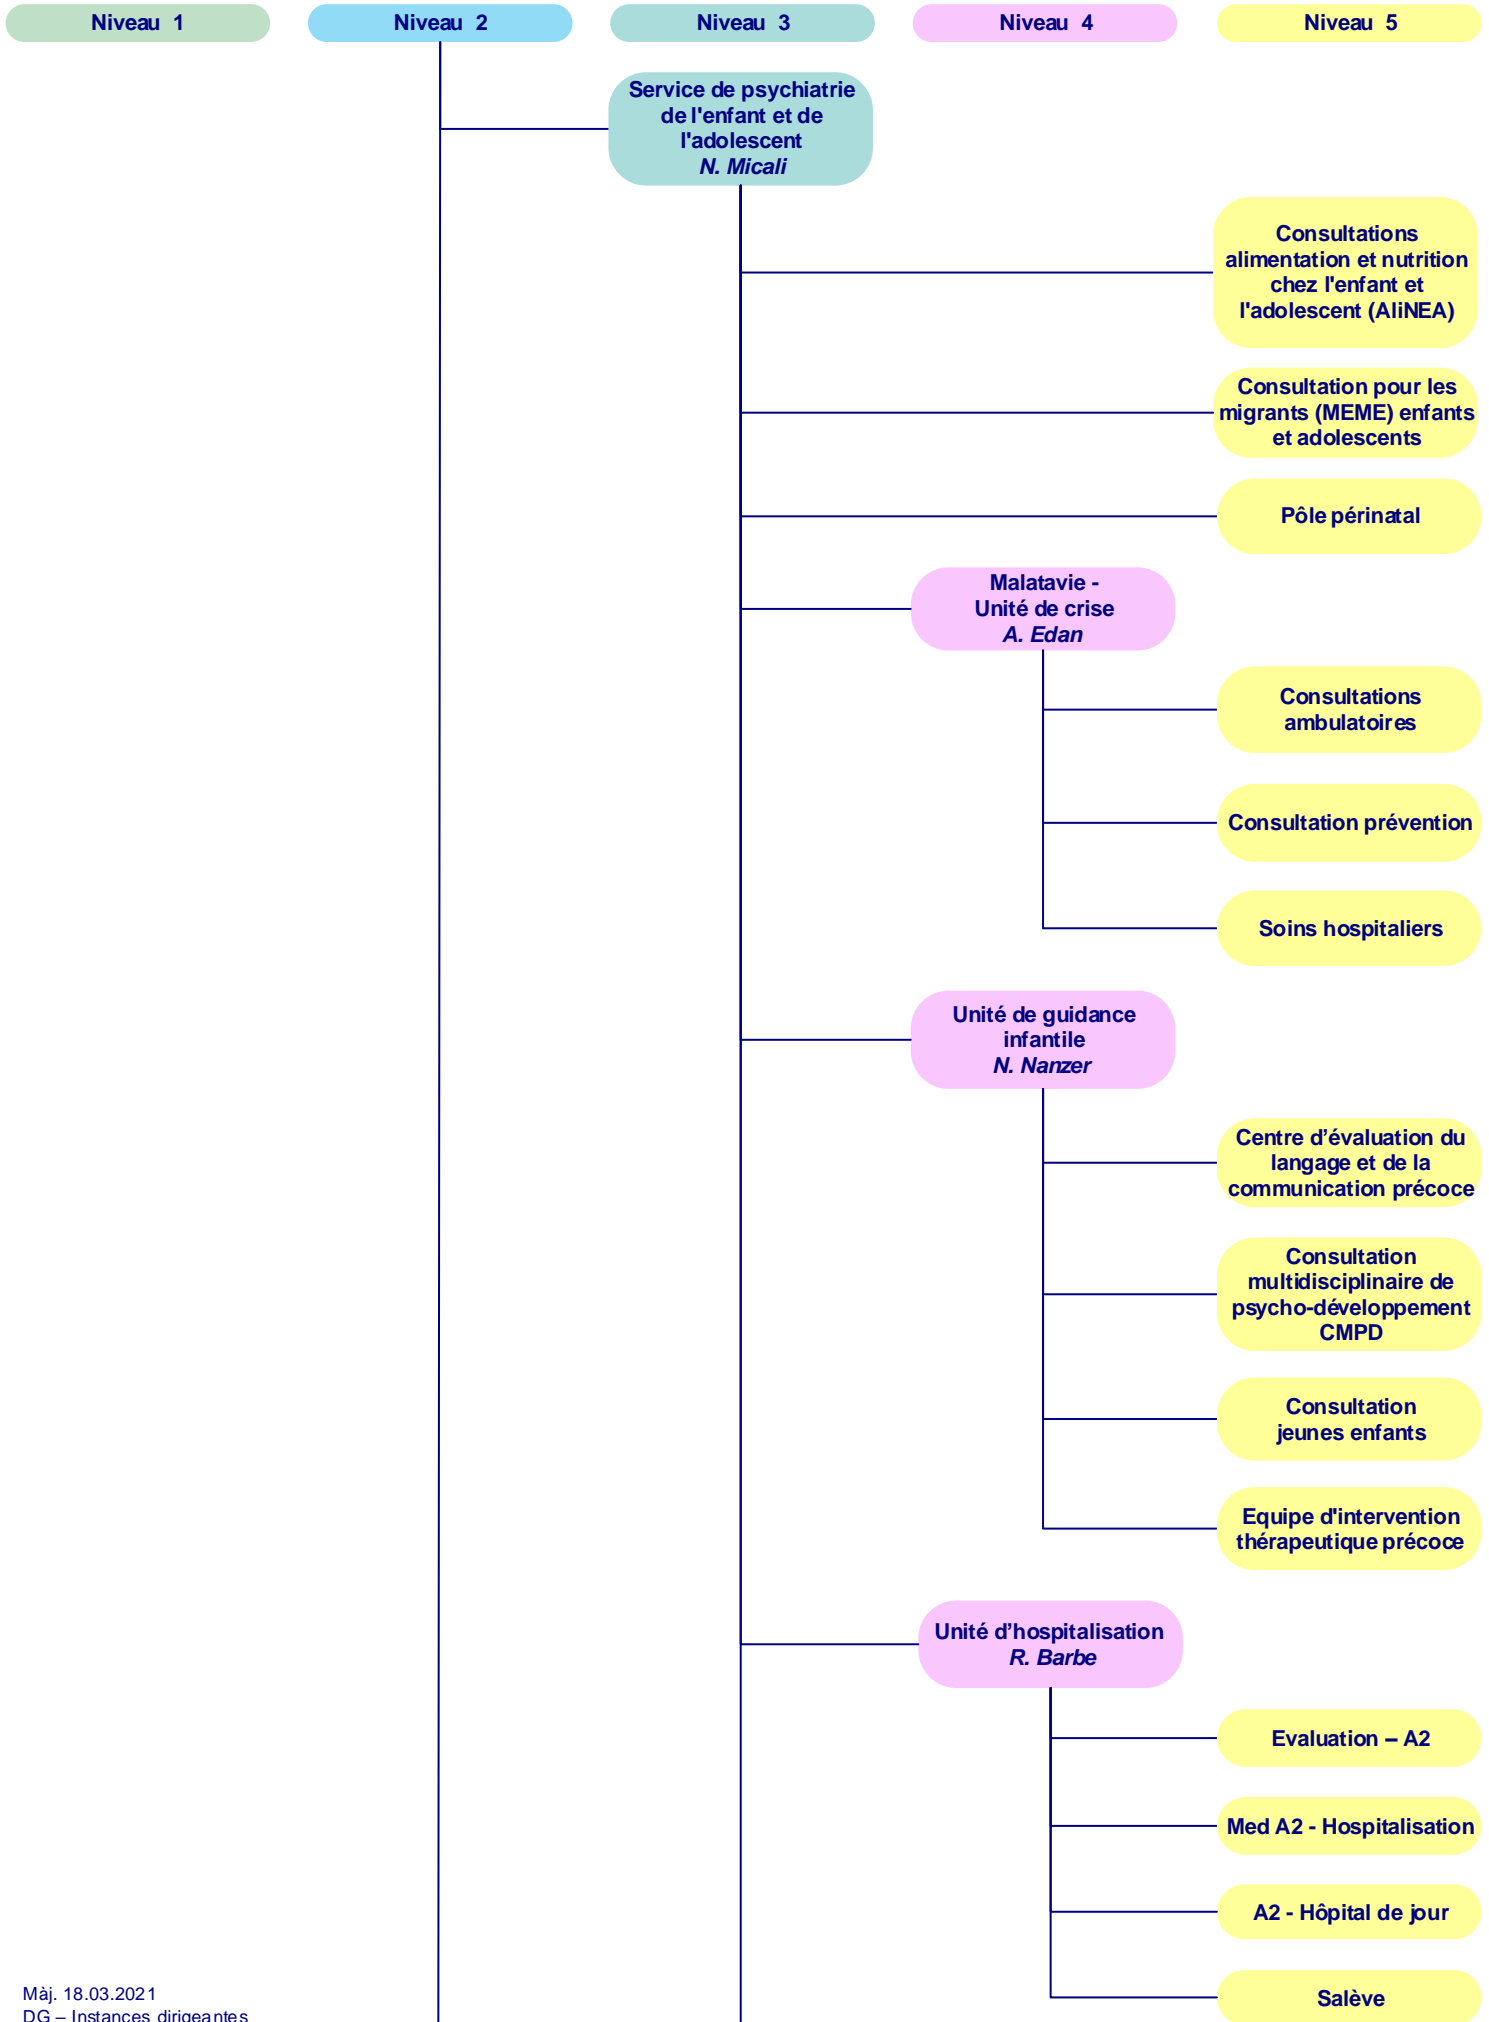 Niveau 1
Niveau 2
Niveau 3
Niveau 4
Niveau 5
Service de psychiatrie
de l'enfant et de
l'adolescent
N. Micali
Consultations
alimentation et nutrition
chez l'enfant et
l'adolescent (AliNEA)
Consultation pour les
migrants (MEME) enfants
et adolescents
Pôle périnatal
Malatavie -
Unité de crise
A. Edan
Consultations
ambulatoires
Consultation prévention
Soins hospitaliers
Unité de guidance
infantile
N. Nanzer
Centre d’évaluation du
langage et de la
communication précoce
Consultation
multidisciplinaire de
psycho-développement
CMPD
Consultation
jeunes enfants
Equipe d'intervention
thérapeutique précoce
Unité d’hospitalisation
R. Barbe
Evaluation – A2
Med A2 - Hospitalisation
A2 - Hôpital de jour
Salève
Màj. 18.03.2021
DG – Instances dirigeantes